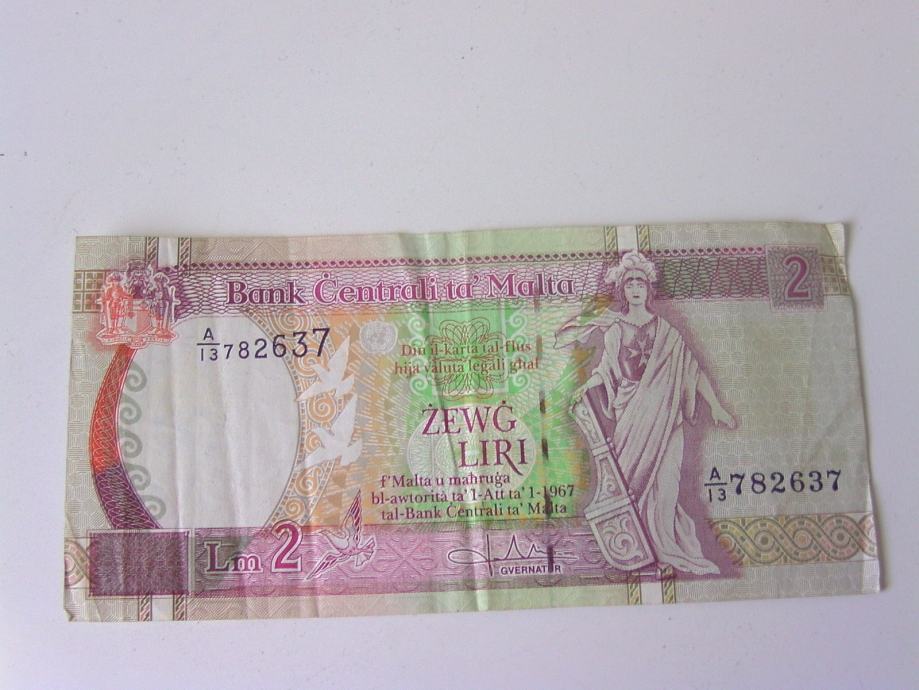 Bank Ċentrali ta' Malta
2
A/13 782637
Din il-karta tal-flus
hija valuta legali għal
ŻEWĠ
LIRI
f'Malta u maħruġa
bl-awtorità ta' l-Att ta' l-1967
tal-Bank Ċentrali ta' Malta
A/13 782637
Lm 2
GVERNATUR